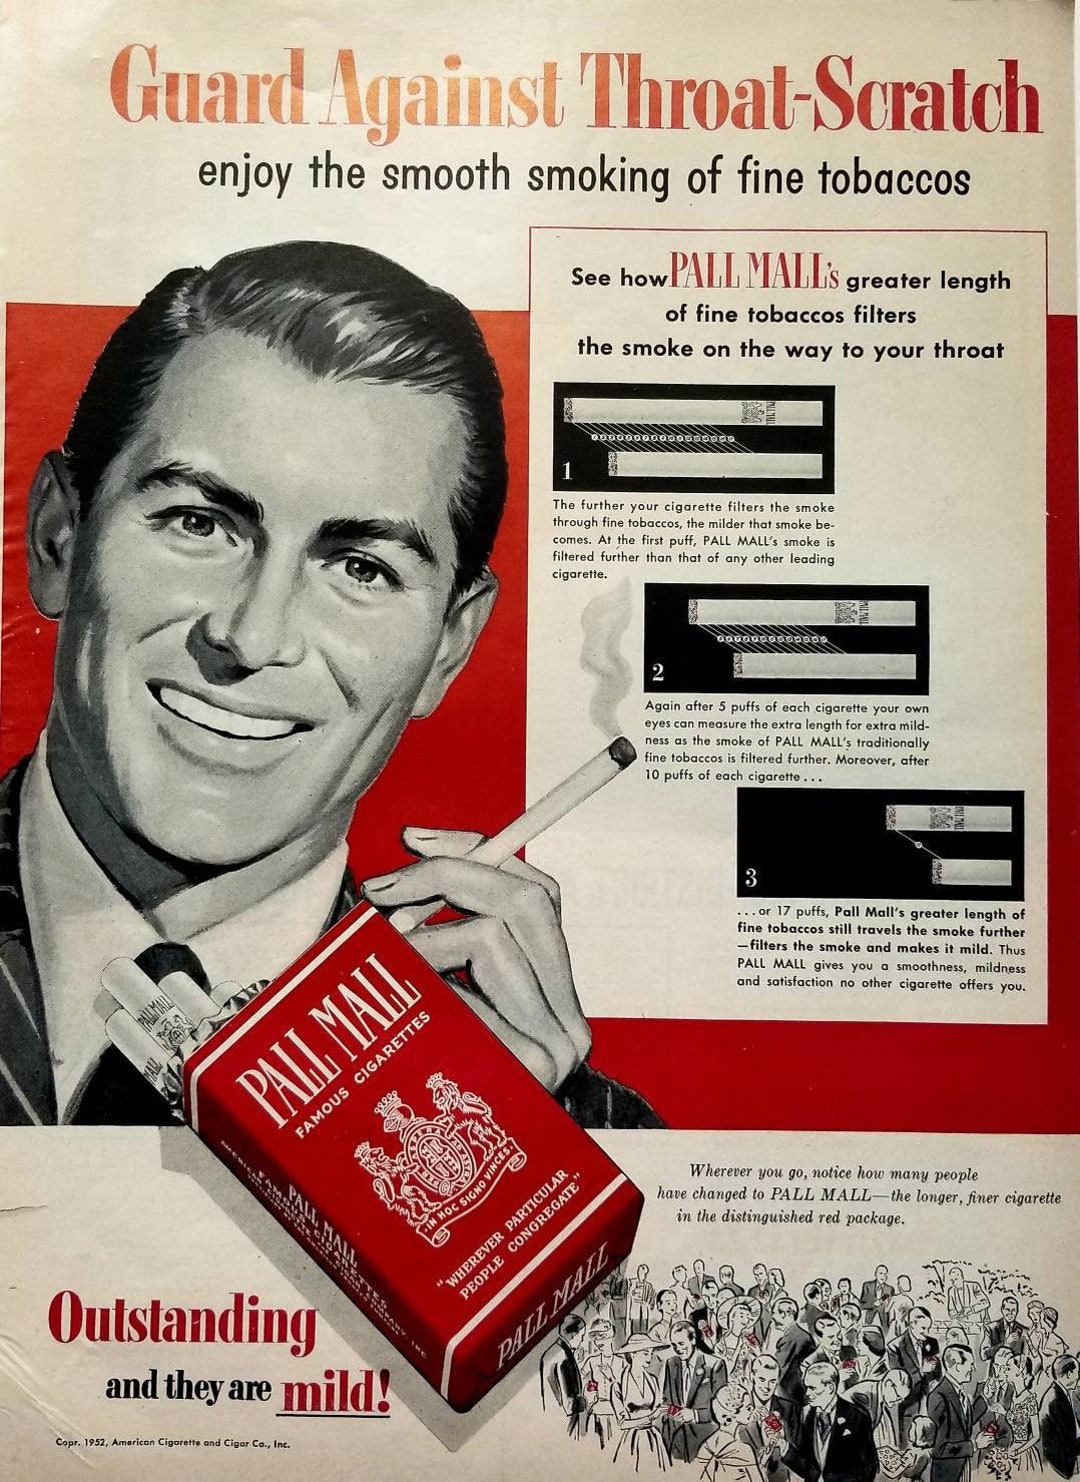 Guard Against Throat-Scratch
enjoy the smooth smoking of fine tobaccos
See how PALL MALL's greater length
of fine tobaccos filters
the smoke on the way to your throat
1
The further your cigarette filters the smoke
through fine tobaccos, the milder that smoke be-
comes. At the first puff, PALL MALL's smoke is
filtered further than that of any other leading
cigarette.
2
Again after 5 puffs of each cigarette your own
eyes can measure the extra length for extra mild-
ness as the smoke of PALL MALL's traditionally
fine tobaccos is filtered further. Moreover, after
10 puffs of each cigarette . . .
3
. . . or 17 puffs, Pall Mall's greater length of
fine tobaccos still travels the smoke further
—filters the smoke and makes it mild. Thus
PALL MALL gives you a smoothness, mildness
and satisfaction no other cigarette offers you.
PALL MALL
MALL
PALL MALL
FAMOUS CIGARETTES
IN HOC SIGNO VINCES
"WHEREVER PARTICULAR
PEOPLE CONGREGATE"
PALL MALL
FAMOUS CIGARETTES
PALL MALL
Wherever you go, notice how many people
have changed to PALL MALL—the longer, finer cigarette
in the distinguished red package.
Outstanding
and they are mild!
Copr. 1952, American Cigarette and Cigar Co., Inc.